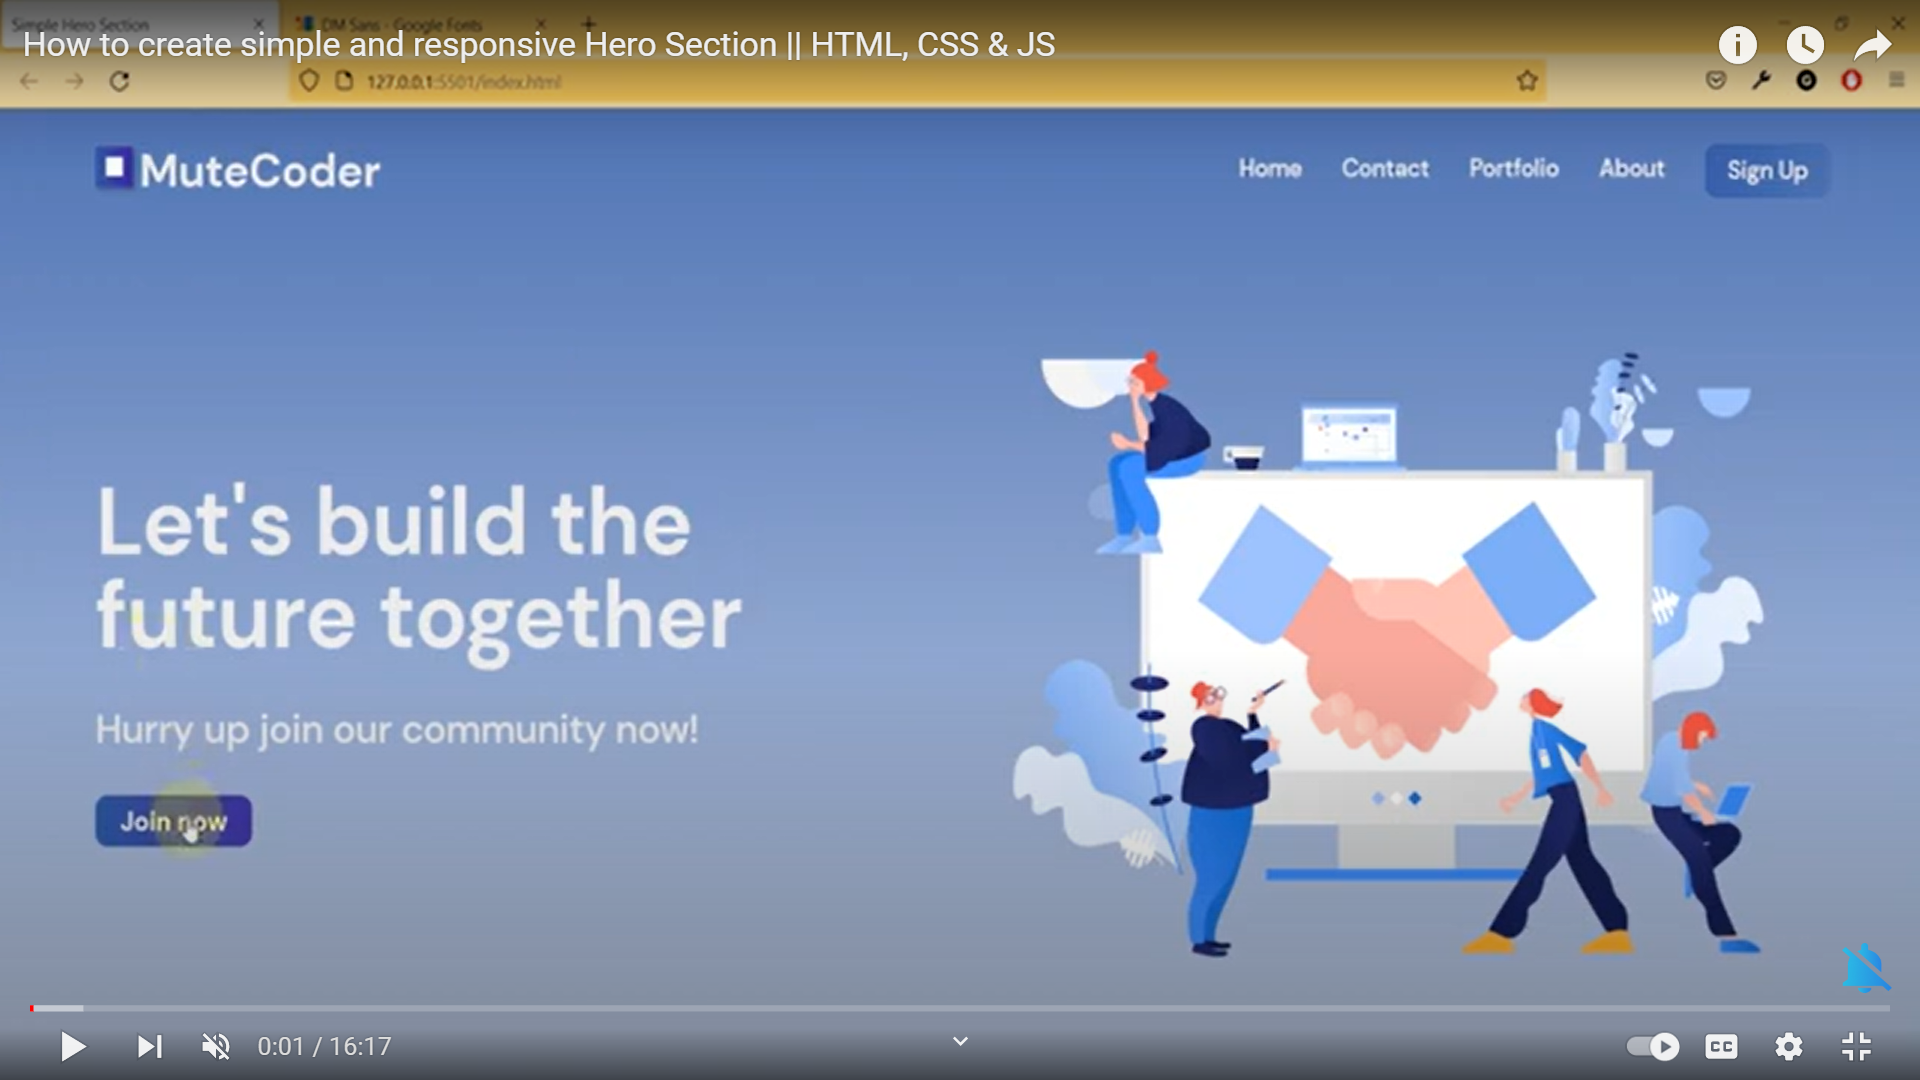 Simple Hero Section
DM Sans - Google Fonts
How to create simple and responsive Hero Section || HTML, CSS & JS
127.0.0.1:5501/index.html
MuteCoder
Home
Contact
Portfolio
About
Sign Up
Let's build the
future together
Hurry up join our community now!
Join now
0:01 / 16:17
CC